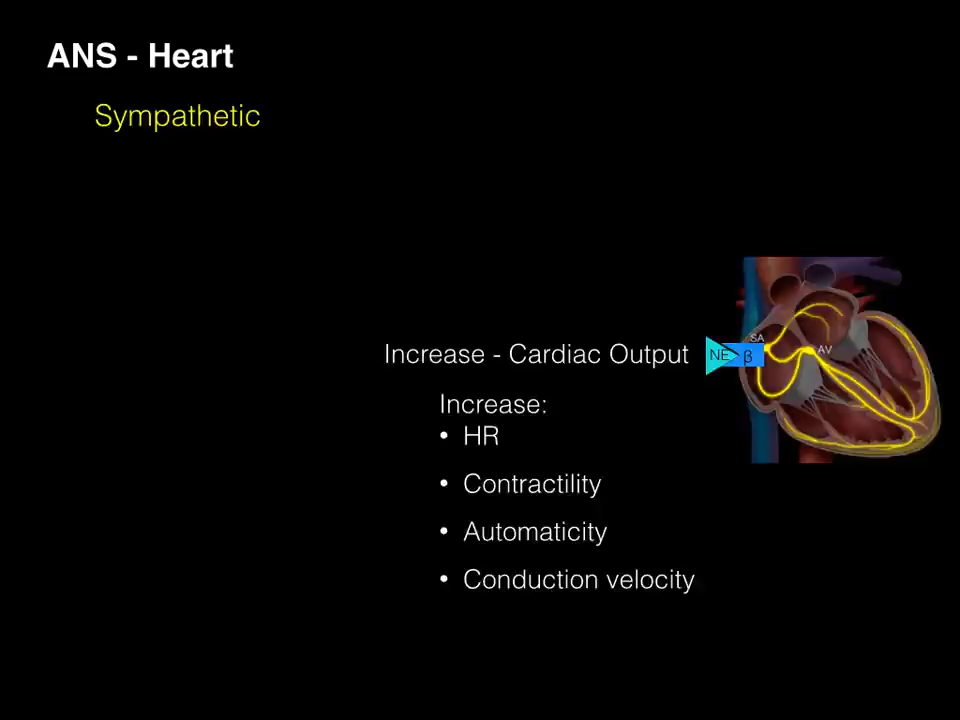 ANS - Heart
Sympathetic
SA
Increase - Cardiac Output
NE
β
AV
Increase:
• HR
• Contractility
• Automaticity
• Conduction velocity